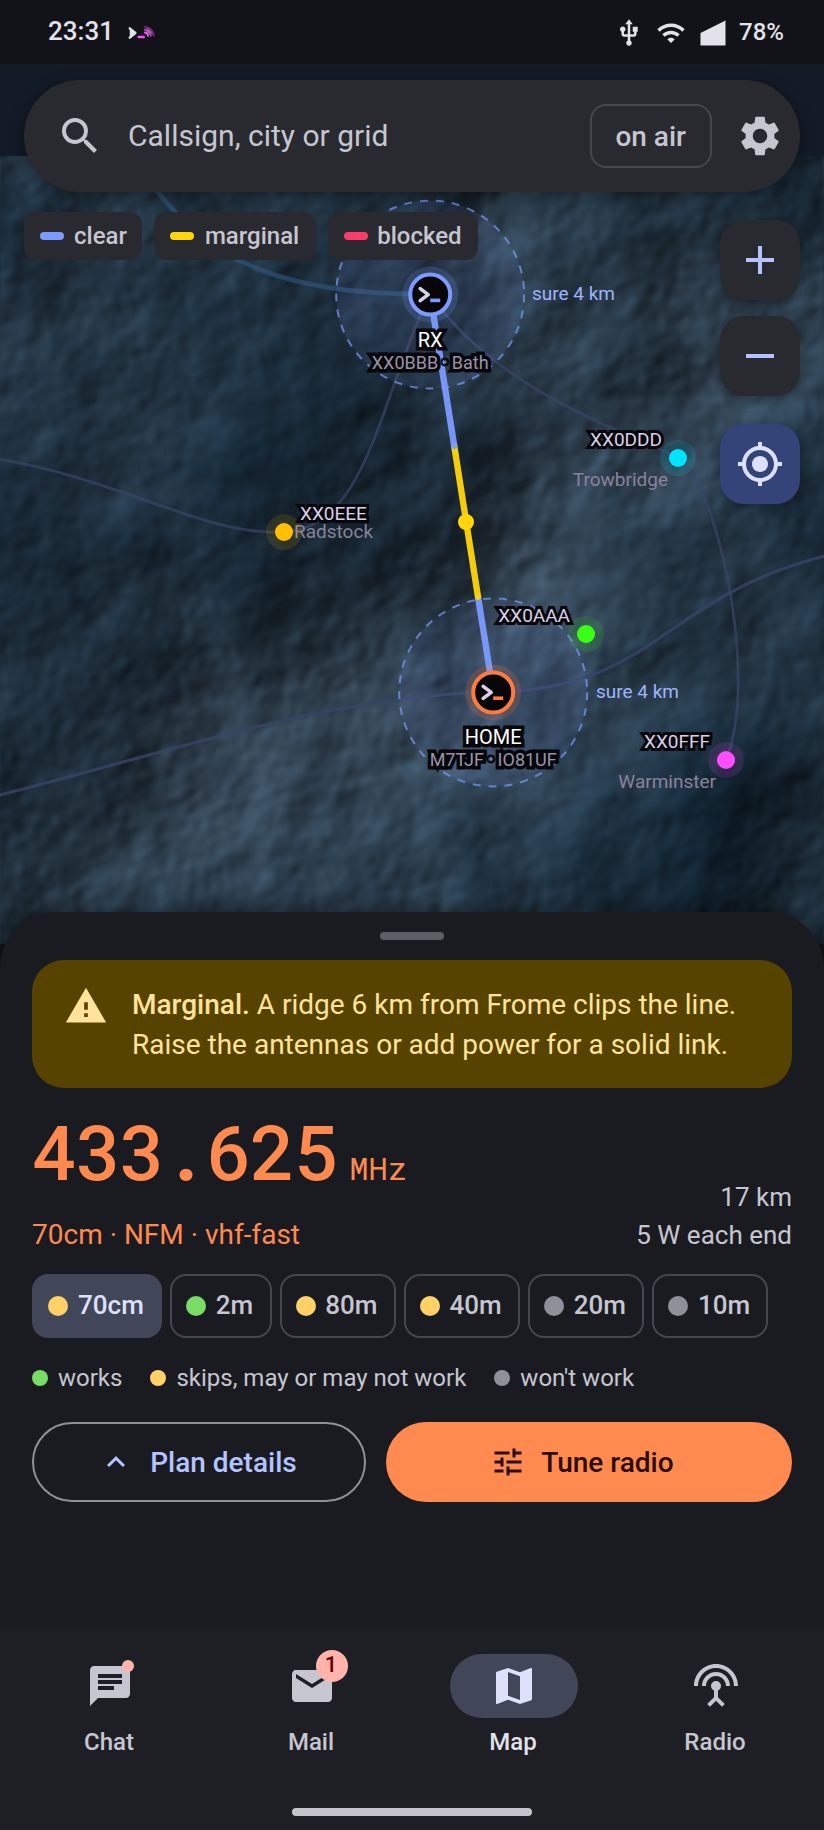 23:31
78%
Callsign, city or grid
on air
clear
marginal
blocked
sure 4 km
RX
XX0BBB · Bath
XX0DDD
Trowbridge
XX0EEE
Radstock
XX0AAA
sure 4 km
HOME
M7TJF · IO81UF
XX0FFF
Warminster
Marginal. A ridge 6 km from Frome clips the line.
Raise the antennas or add power for a solid link.
433.625 MHz
17 km
70cm · NFM · vhf-fast
5 W each end
70cm
2m
80m
40m
20m
10m
works
skips, may or may not work
won't work
Plan details
Tune radio
1
Chat
Mail
Map
Radio